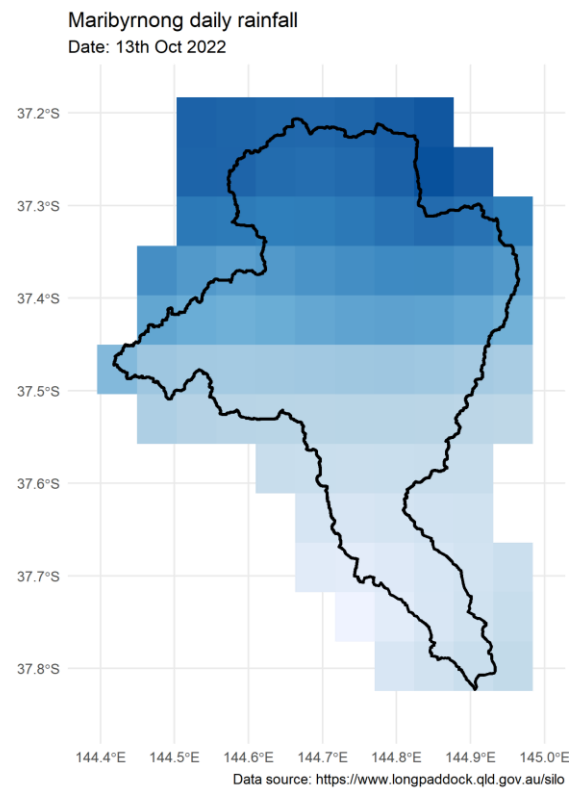 Maribyrnong daily rainfall
Date: 13th Oct 2022
37.2°S
37.3°S
37.4°S
37.5°S
37.6°S
37.7°S
37.8°S
144.4°E 144.5°E 144.6°E 144.7°E 144.8°E 144.9°E 145.0°E
Data source: https://www.longpaddock.qld.gov.au/silo